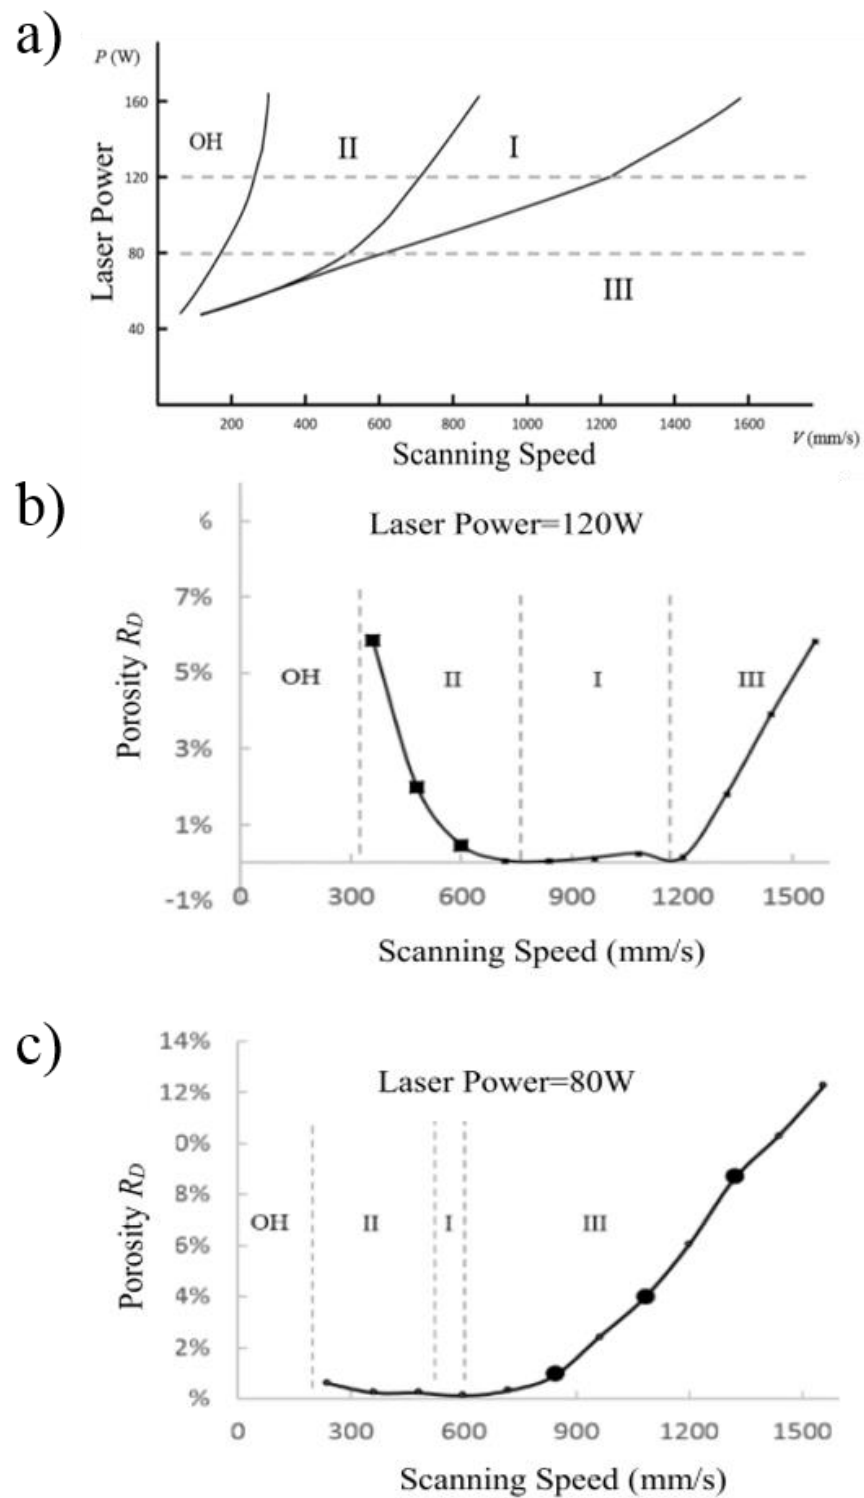 a)
P (W)
160
OH
II
I
120
Laser Power
80
III
40
200 400 600 800 1000 1200 1400 1600
V (mm/s)
Scanning Speed
b)
%
Laser Power=120W
7%
Porosity RD
5%
OH
II
I
III
3%
1%
-1%
0 300 600 900 1200 1500
Scanning Speed (mm/s)
c)
14%
Laser Power=80W
12%
0%
Porosity RD
8%
OH
II
I
III
6%
4%
2%
%
0 300 600 900 1200 1500
Scanning Speed (mm/s)